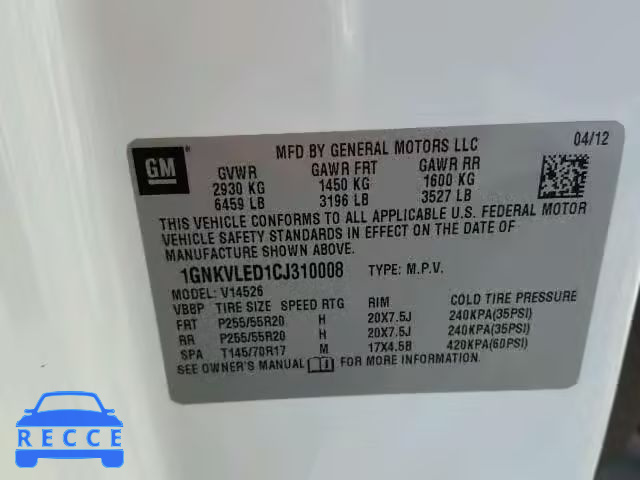 GM
MFD BY GENERAL MOTORS LLC 04/12
GVWR GAWR FRT GAWR RR
2930 KG 1450 KG 1600 KG
6459 LB 3196 LB 3527 LB
THIS VEHICLE CONFORMS TO ALL APPLICABLE U.S. FEDERAL MOTOR
VEHICLE SAFETY STANDARDS IN EFFECT ON THE DATE OF
MANUFACTURE SHOWN ABOVE.
1GNKVLED1CJ310008 TYPE: M.P.V.
MODEL: V14526
VBBP TIRE SIZE SPEED RTG RIM COLD TIRE PRESSURE
FRT P255/55R20 H 20X7.5J 240KPA(35PSI)
RR P255/55R20 H 20X7.5J 240KPA(35PSI)
SPA T145/70R17 M 17X4.5B 420KPA(60PSI)
SEE OWNER'S MANUAL FOR MORE INFORMATION.
RECCE